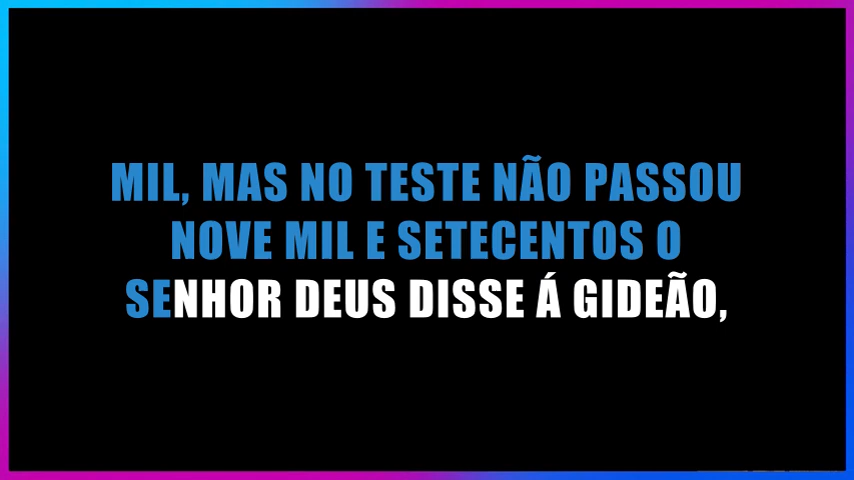 MIL, MAS NO TESTE NÃO PASSOU
NOVE MIL E SETECENTOS O
SENHOR DEUS DISSE Á GIDEÃO,